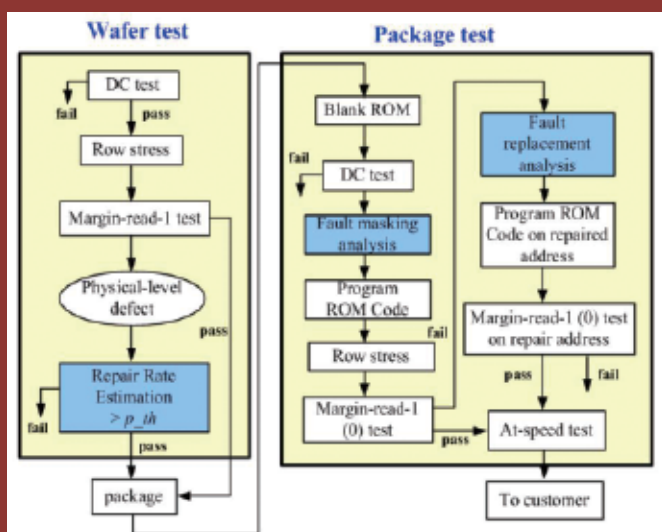 Wafer test
DC test
fail
pass
Row stress
Margin-read-1 test
Physical-level
defect
pass
Repair Rate
Estimation
> p_th
fail
pass
package
Package test
Blank ROM
fail
DC test
Fault masking
analysis
Program
ROM Code
fail
Row stress
Margin-read-1
(0) test
pass
Fault
replacement
analysis
Program ROM
Code on repaired
address
Margin-read-1 (0) test
on repair address
pass
fail
At-speed test
To customer